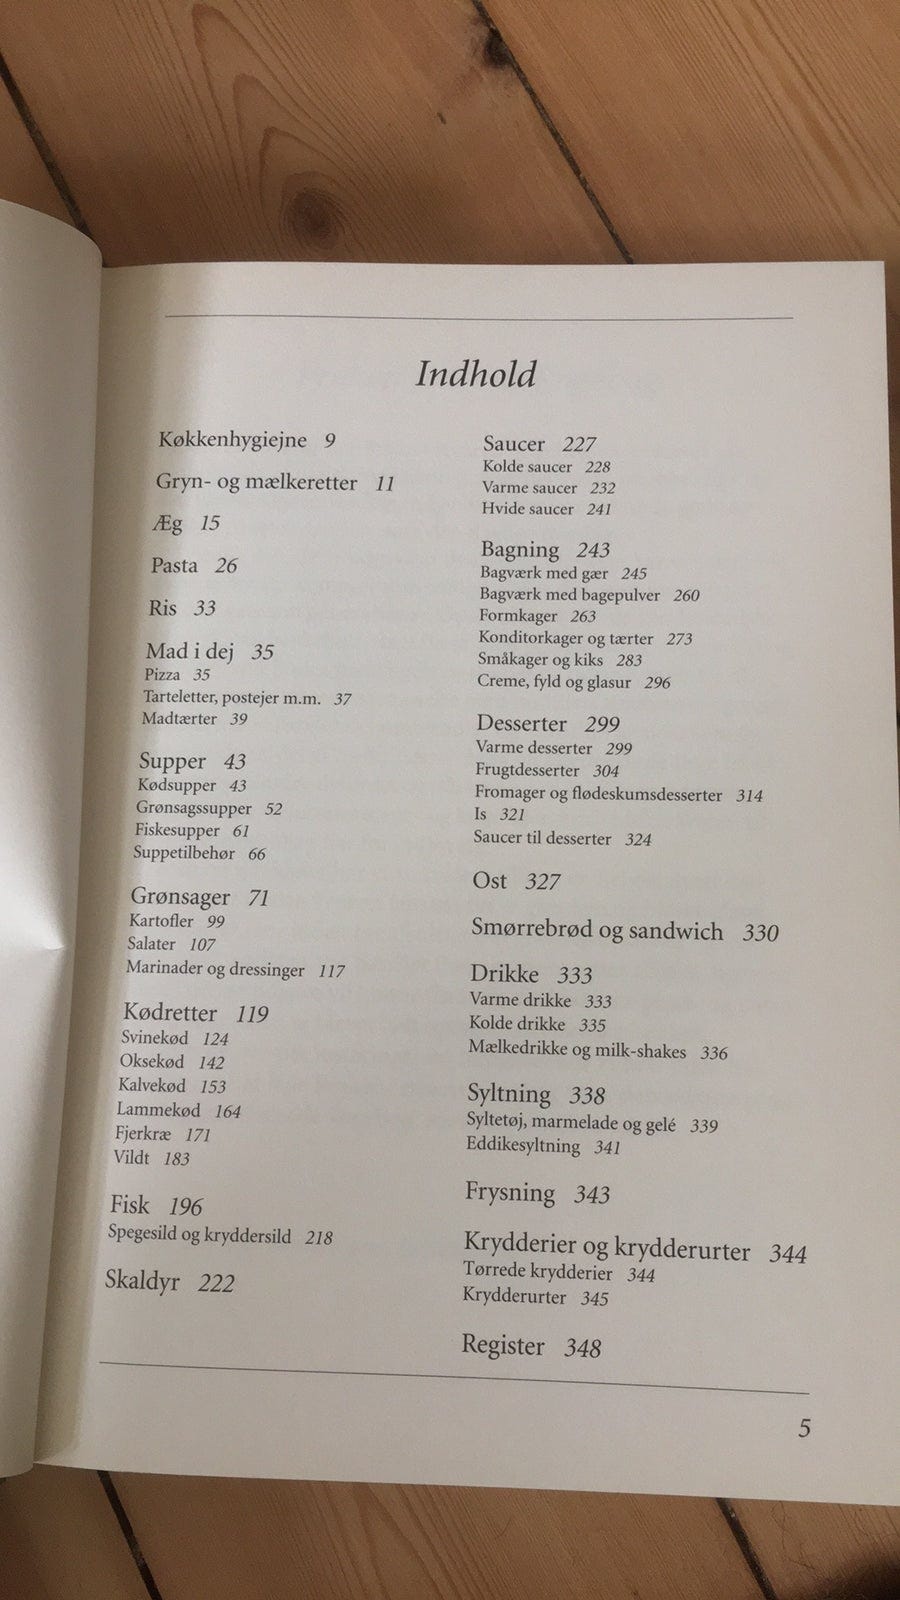 Indhold
Køkkenhygiejne 9
Gryn- og mælkeretter 11
Æg 15
Pasta 26
Ris 33
Mad i dej 35
Pizza 35
Tarteletter, postejer m.m. 37
Madtærter 39
Supper 43
Kødsupper 43
Grønsagssupper 52
Fiskesupper 61
Suppetilbehør 66
Grønsager 71
Kartofler 99
Salater 107
Marinader og dressinger 117
Kødretter 119
Svinekød 124
Oksekød 142
Kalvekød 153
Lammekød 164
Fjerkræ 171
Vildt 183
Fisk 196
Spegesild og kryddersild 218
Skaldyr 222
Saucer 227
Kolde saucer 228
Varme saucer 232
Hvide saucer 241
Bagning 243
Bagværk med gær 245
Bagværk med bagepulver 260
Formkager 263
Konditorkager og tærter 273
Småkager og kiks 283
Creme, fyld og glasur 296
Desserter 299
Varme desserter 299
Frugtdesserter 304
Fromager og flødeskumsdesserter 314
Is 321
Saucer til desserter 324
Ost 327
Smørrebrød og sandwich 330
Drikke 333
Varme drikke 333
Kolde drikke 335
Mælkedrikke og milk-shakes 336
Syltning 338
Syltetøj, marmelade og gelé 339
Eddikesyltning 341
Frysning 343
Krydderier og krydderurter 344
Tørrede krydderier 344
Krydderurter 345
Register 348
5